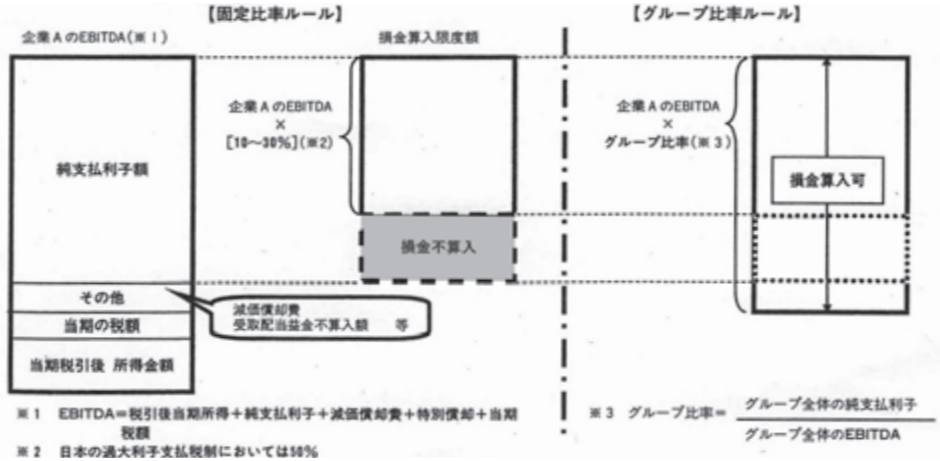 【固定比率ルール】
【グループ比率ルール】
企業AのEBITDA(※1)
損金算入限度額
企業AのEBITDA
×
[10~30%](※2)
企業AのEBITDA
×
グループ比率(※3)
純支払利子額
損金算入可
損金不算入
その他
減価償却費
受取配当益金不算入額 等
当期の税額
当期税引後 所得金額
※1 EBITDA=税引後当期所得+純支払利子+減価償却費+特別償却+当期
税額
※2 日本の過大利子支払税制においては50%
※3 グループ比率=
グループ全体の純支払利子
グループ全体のEBITDA